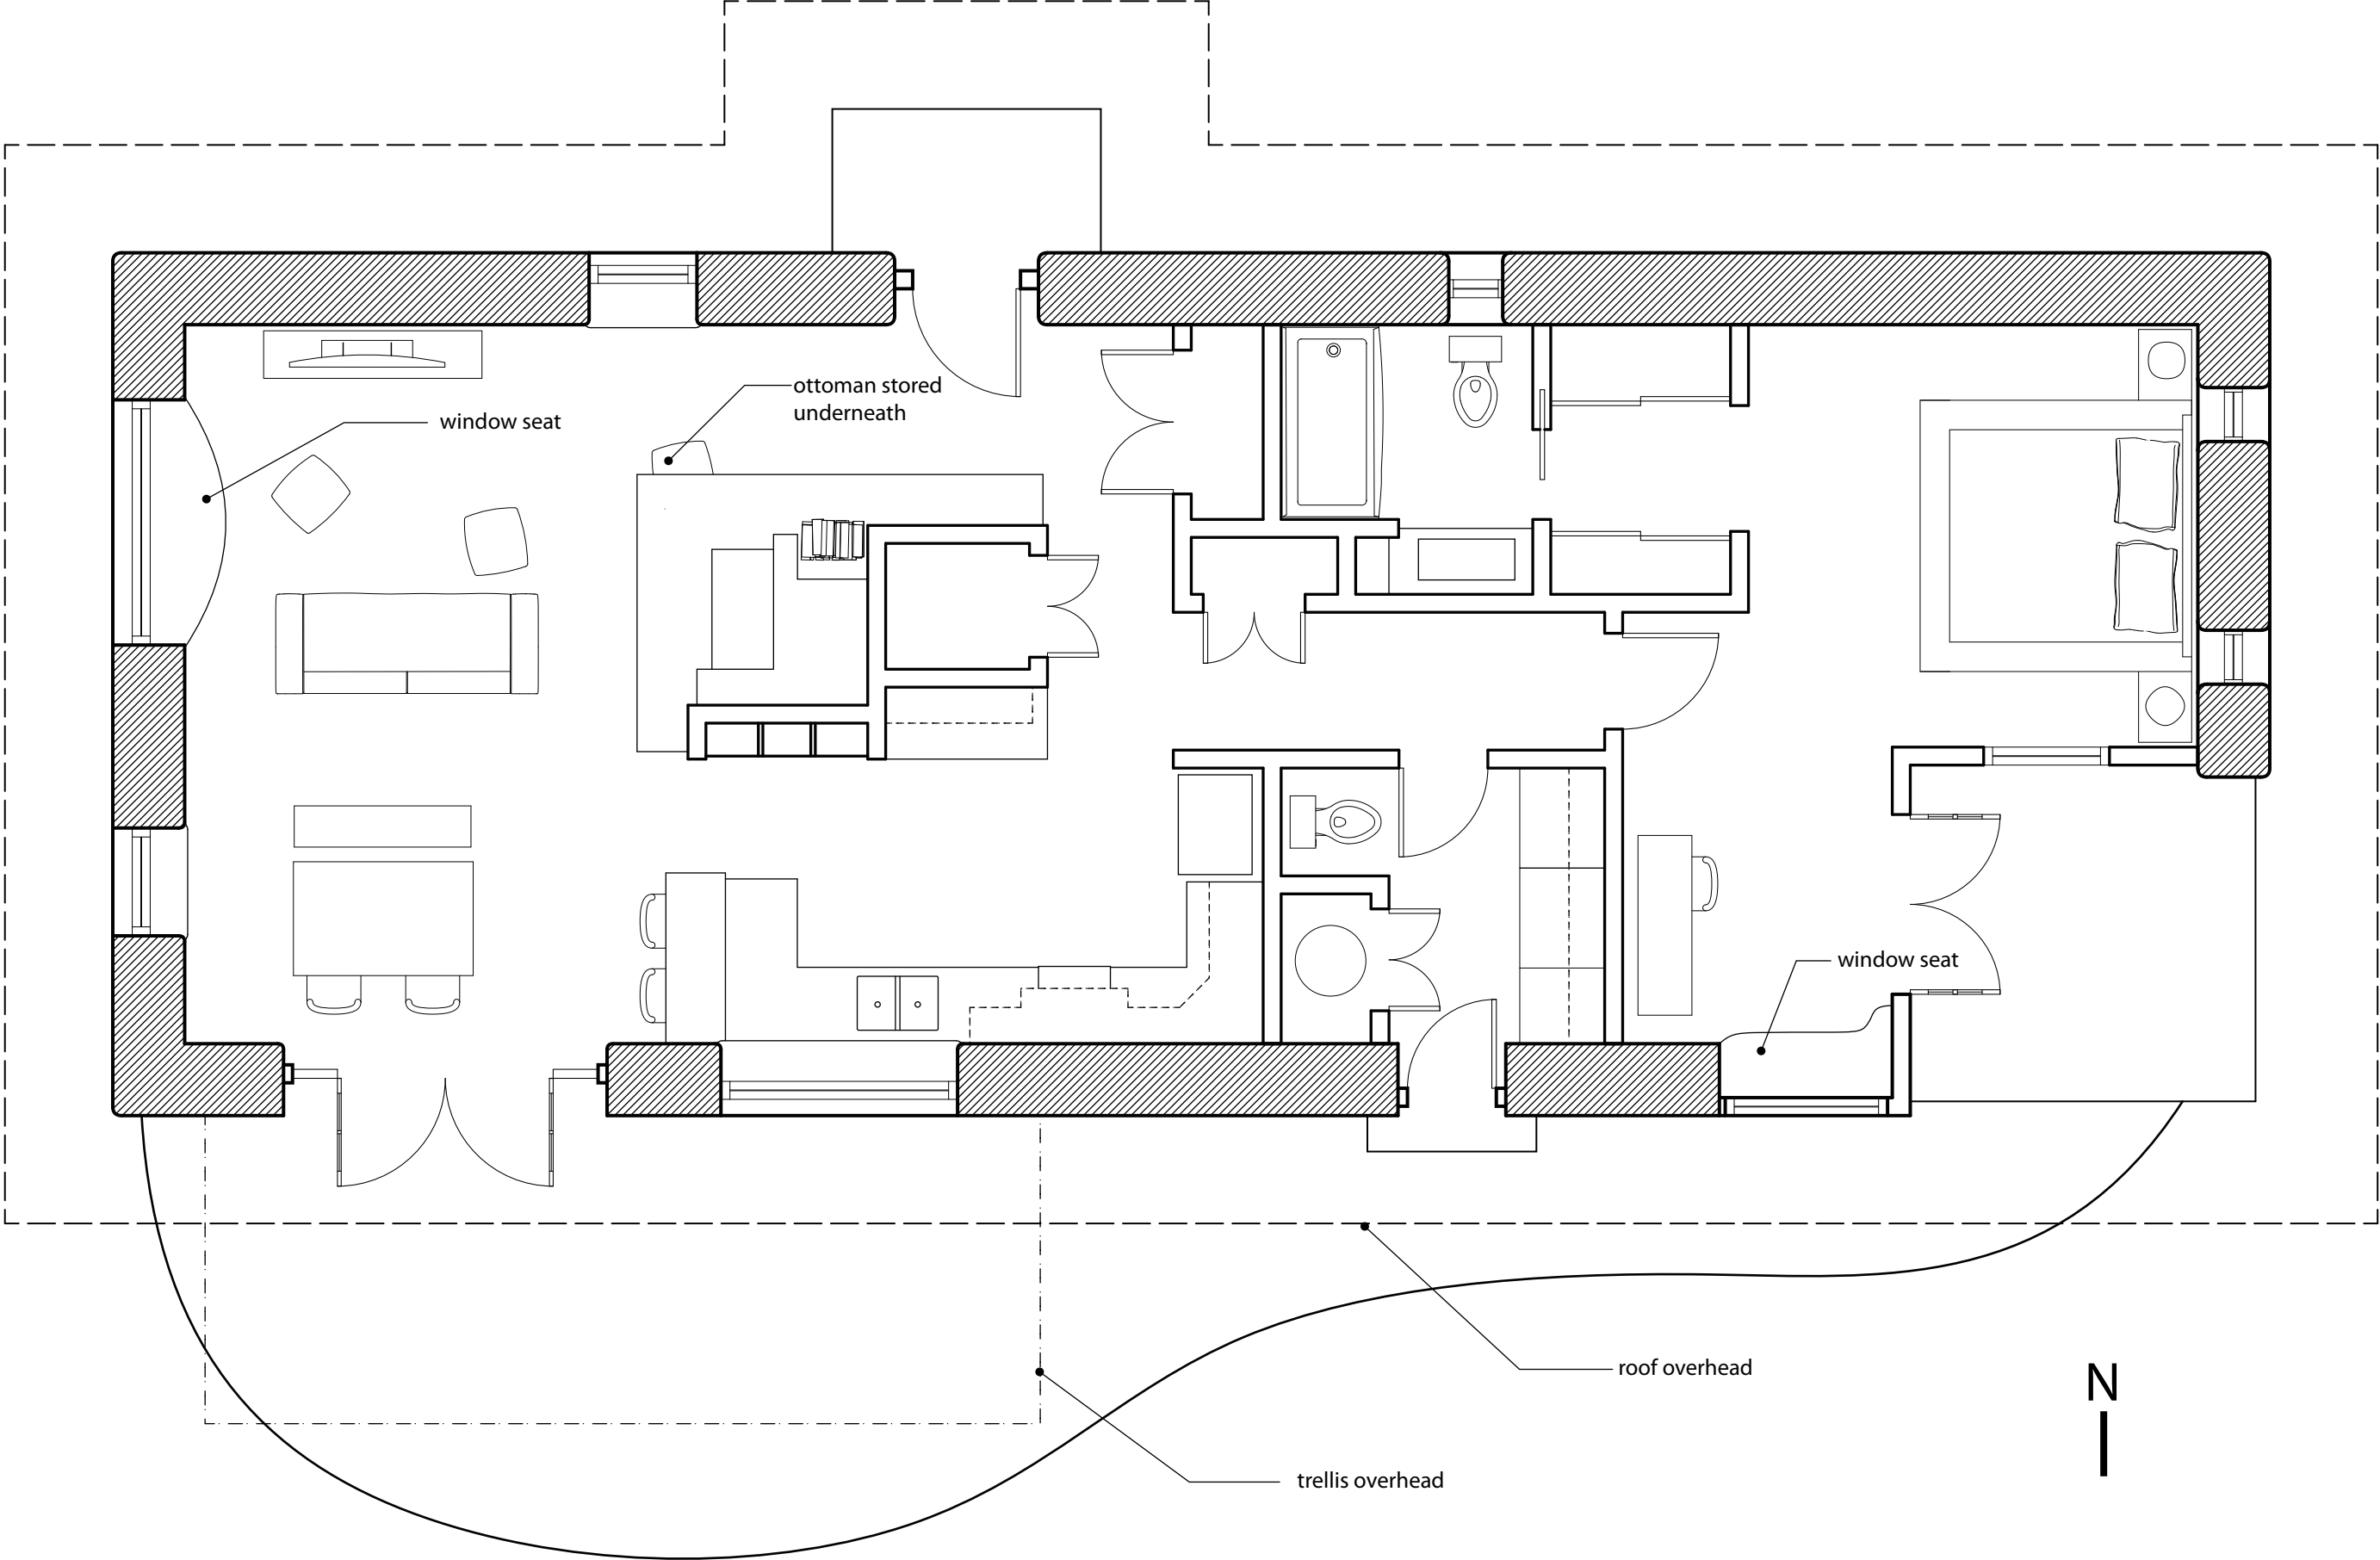 ottoman stored
underneath
window seat
window seat
roof overhead
N
trellis overhead